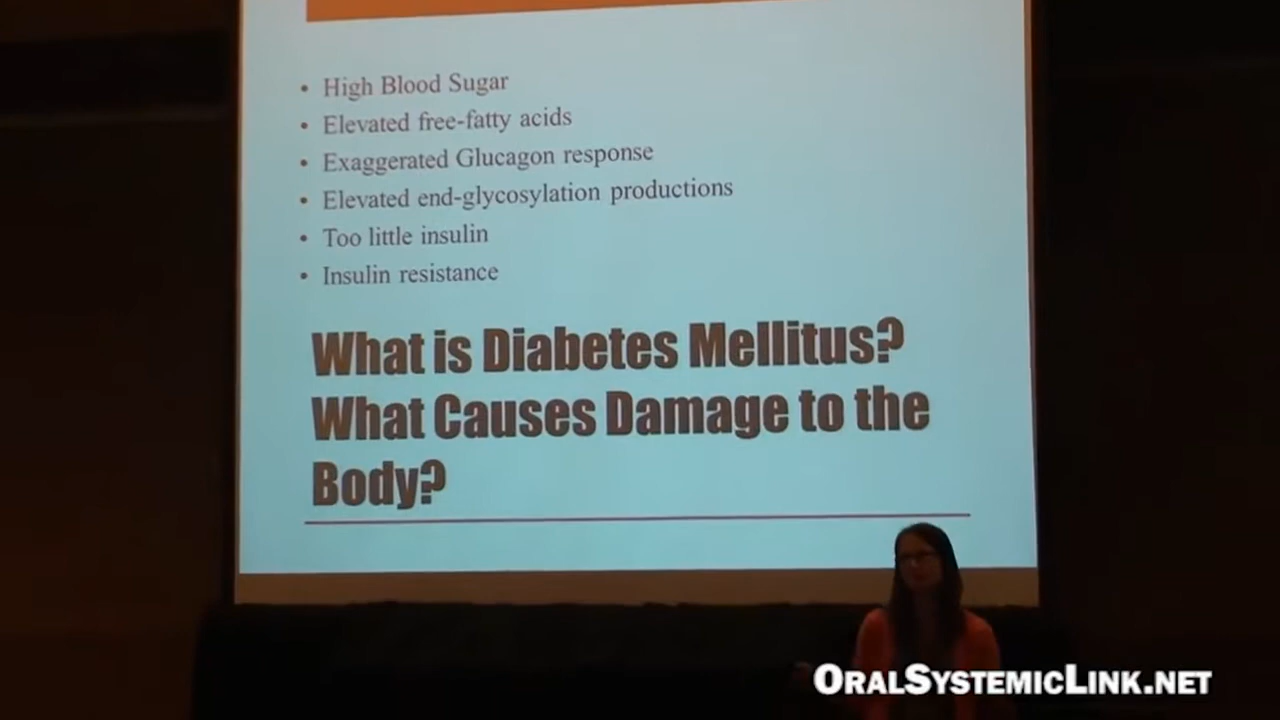 • High Blood Sugar
• Elevated free-fatty acids
• Exaggerated Glucagon response
• Elevated end-glycosylation productions
• Too little insulin
• Insulin resistance
What is Diabetes Mellitus?
What Causes Damage to the
Body?
ORALSYSTEMICLINK.NET